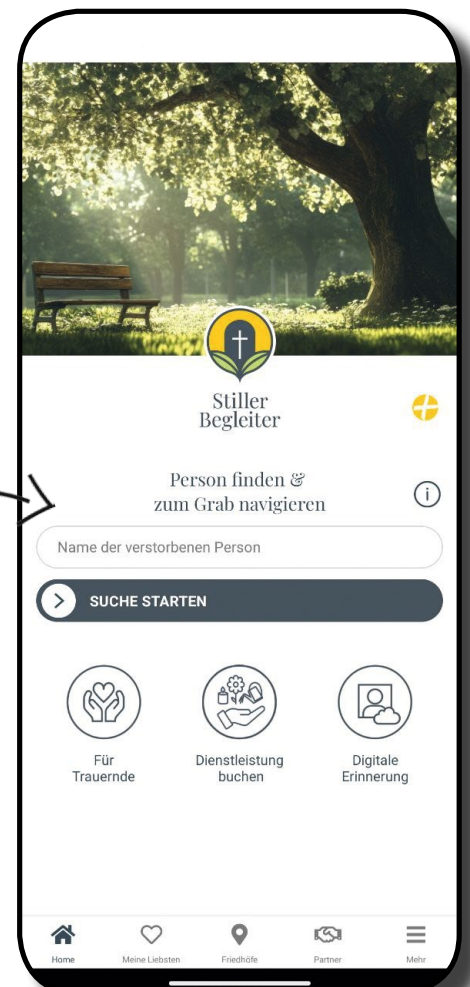 Stiller
Begleiter
Person finden &
zum Grab navigieren
i
Name der verstorbenen Person
SUCHE STARTEN
Für
Trauernde
Dienstleistung
buchen
Digitale
Erinnerung
Home
Meine Liebsten
Friedhöfe
Partner
Mehr